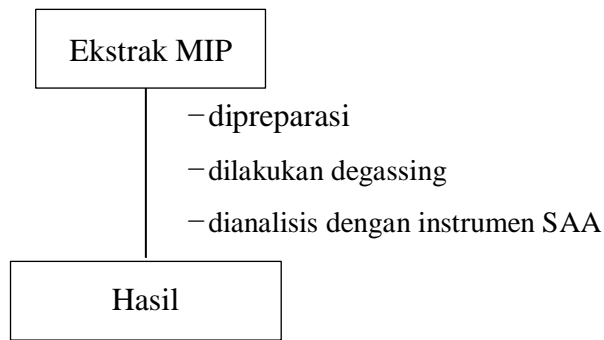 Ekstrak MIP
−dipreparasi
−dilakukan degassing
−dianalisis dengan instrumen SAA
Hasil